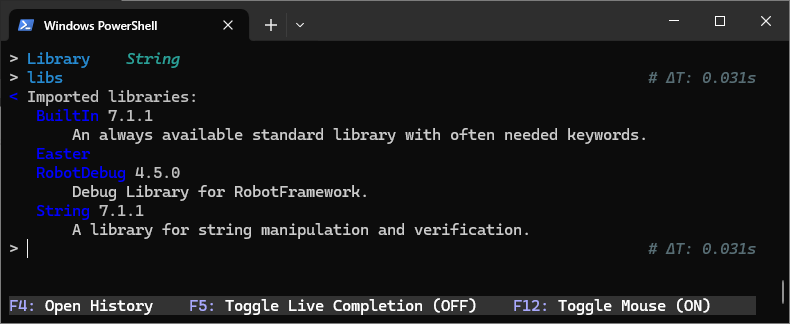 Windows PowerShell
> Library    String
> libs    # ΔT: 0.031s
< Imported libraries:
BuiltIn 7.1.1
An always available standard library with often needed keywords.
Easter
RobotDebug 4.5.0
Debug Library for RobotFramework.
String 7.1.1
A library for string manipulation and verification.
>    # ΔT: 0.031s
F4: Open History    F5: Toggle Live Completion (OFF)    F12: Toggle Mouse (ON)